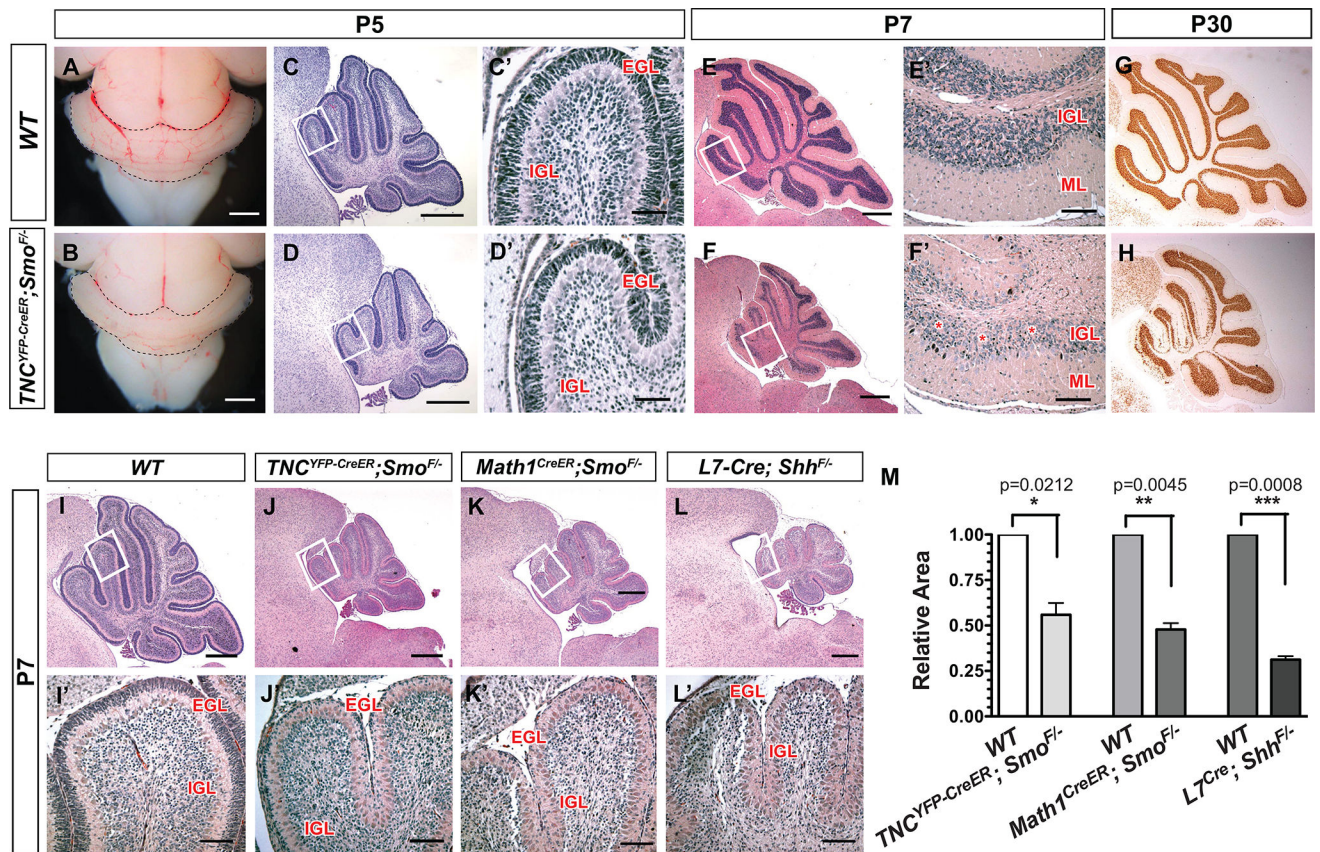 P5
P7
P30
WT
TNC^YFP-CreER;Smo^F/-
A
C
C'
EGL
IGL
E
E'
IGL
ML
G
B
D
D'
EGL
IGL
F
F'
*
*
*
IGL
ML
H
WT
TNC^YFP-CreER;Smo^F/-
Math1^CreER;Smo^F/-
L7-Cre; Shh^F/-
P7
I
J
K
L
I'
EGL
IGL
J'
EGL
IGL
K'
EGL
IGL
L'
EGL
IGL
M
p=0.0212
p=0.0045
p=0.0008
*
**
***
Relative Area
1.00
0.75
0.50
0.25
0.00
WT
TNC^YFP-CreER; Smo^F/-
WT
Math1^CreER; Smo^F/-
WT
L7^Cre; Shh^F/-